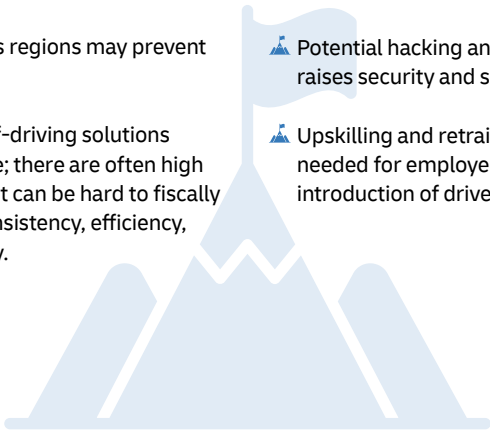 s regions may prevent
-driving solutions
; there are often high
t can be hard to fiscally
sistency, efficiency,
.
Potential hacking an
raises security and s
Upskilling and retrai
needed for employe
introduction of drive